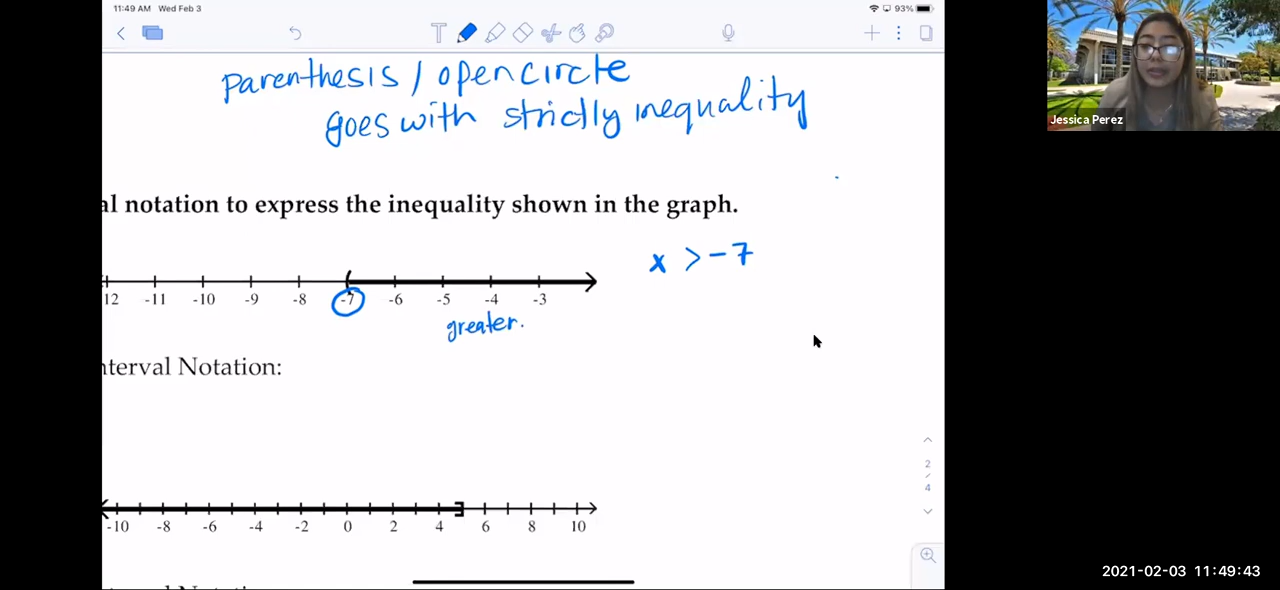 11:49 AM Wed Feb 3
93%
T
parenthesis / open circle
goes with strictly inequality
Jessica Perez
al notation to express the inequality shown in the graph.
x > -7
12 -11 -10 -9 -8 -7 -6 -5 -4 -3
greater.
nterval Notation:
2
/
4
-10 -8 -6 -4 -2 0 2 4 6 8 10
2021-02-03 11:49:43